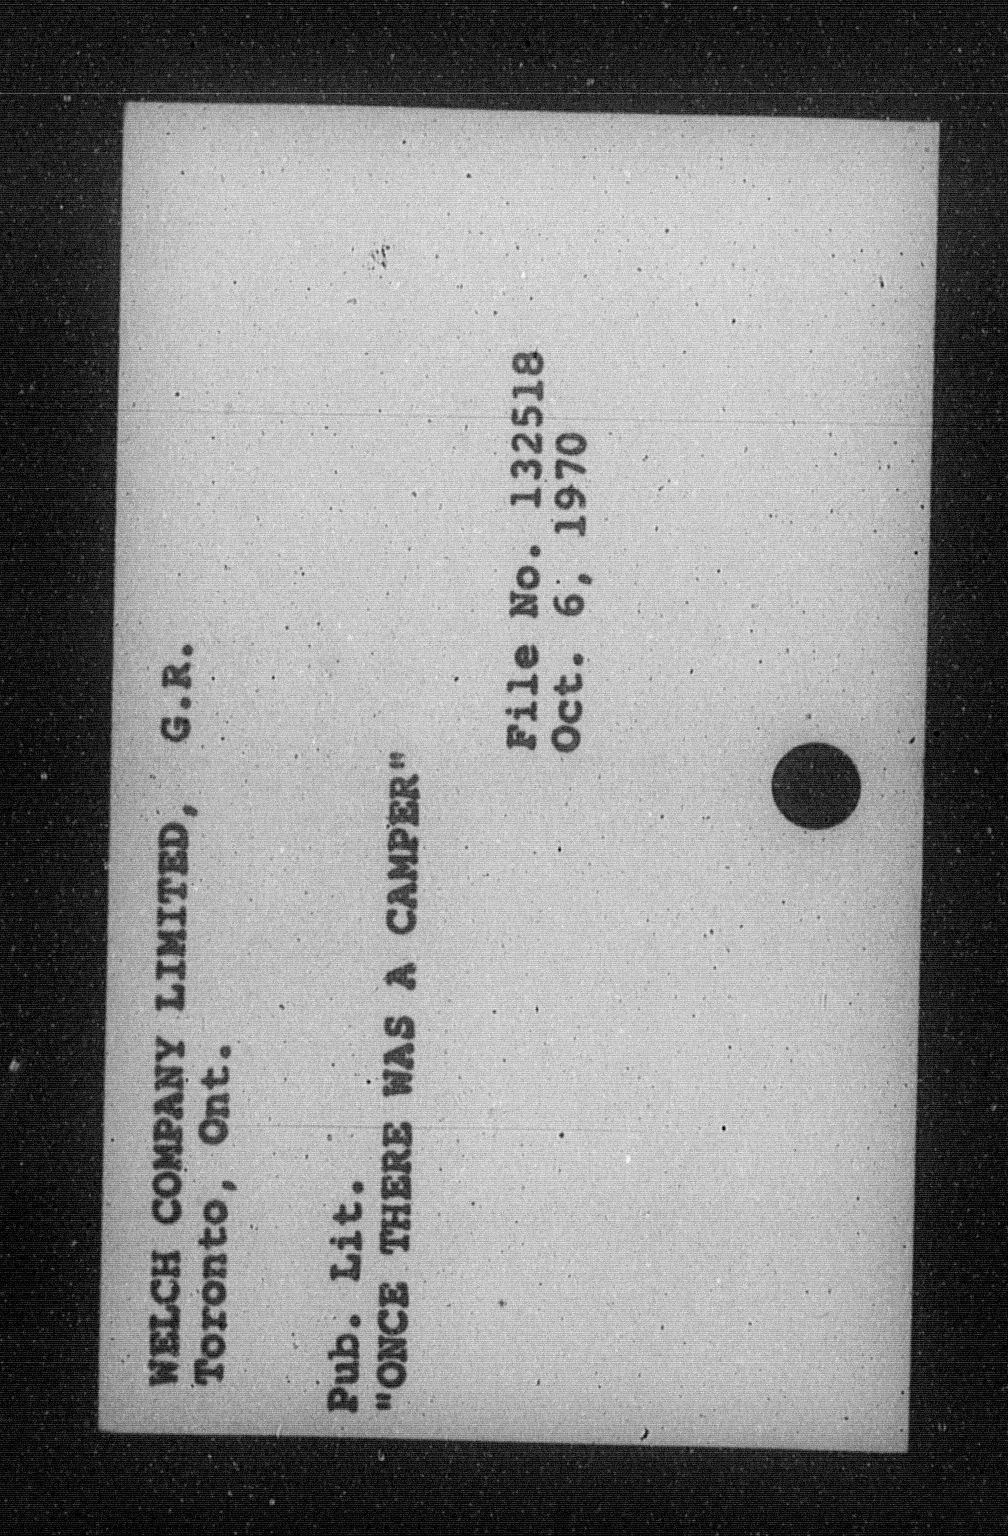 WELCH COMPANY LIMITED, G.R.
Toronto, Ont.
Pub. Lit.
"ONCE THERE WAS A CAMPER"
File No. 132518
Oct. 6, 1970